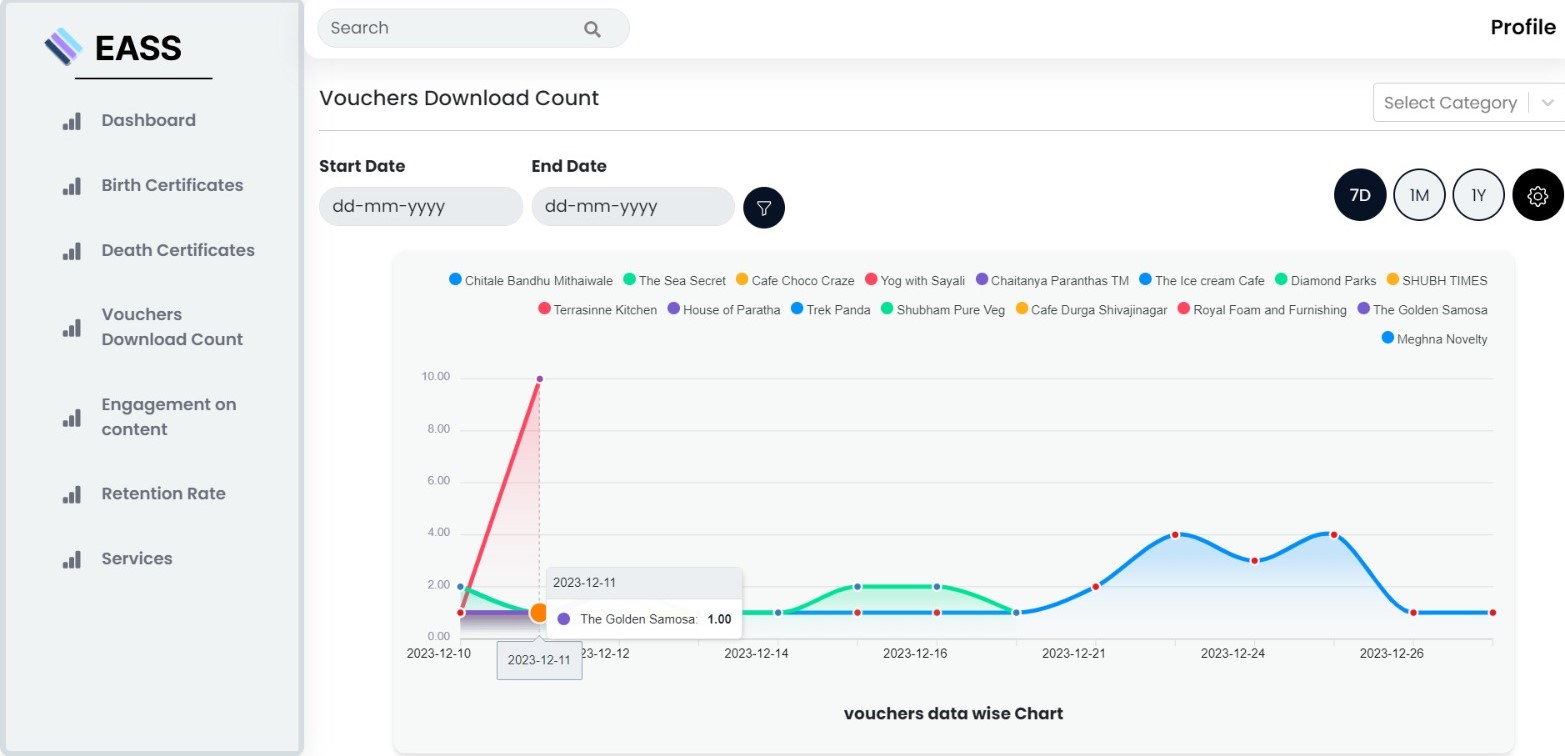 EASS
Search
Profile
Dashboard
Birth Certificates
Death Certificates
Vouchers
Download Count
Engagement on
content
Retention Rate
Services
Vouchers Download Count
Select Category
Start Date End Date
dd-mm-yyyy dd-mm-yyyy
7D 1M 1Y
Chitale Bandhu Mithaiwale The Sea Secret Cafe Choco Craze Yog with Sayali Chaitanya Paranthas TM The Ice cream Cafe Diamond Parks SHUBH TIMES
Terrasinne Kitchen House of Paratha Trek Panda Shubham Pure Veg Cafe Durga Shivajinagar Royal Foam and Furnishing The Golden Samosa
Meghna Novelty
10.00
8.00
6.00
4.00
2.00
0.00
2023-12-11
The Golden Samosa: 1.00
2023-12-10 2023-12-11 23-12-12 2023-12-14 2023-12-16 2023-12-21 2023-12-24 2023-12-26
vouchers data wise Chart